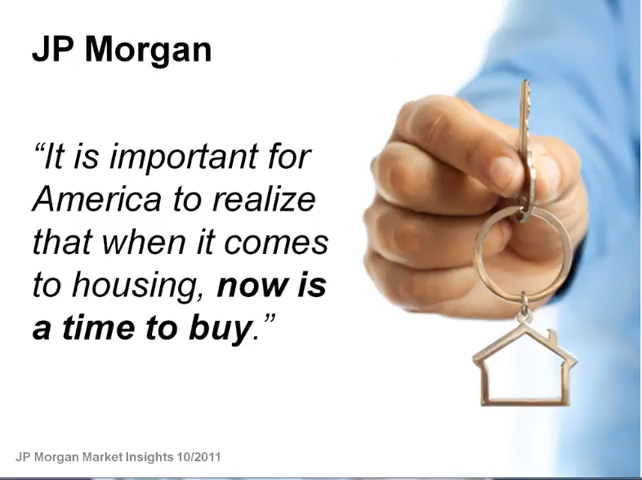 JP Morgan
“It is important for
America to realize
that when it comes
to housing, now is
a time to buy.”
JP Morgan Market Insights 10/2011